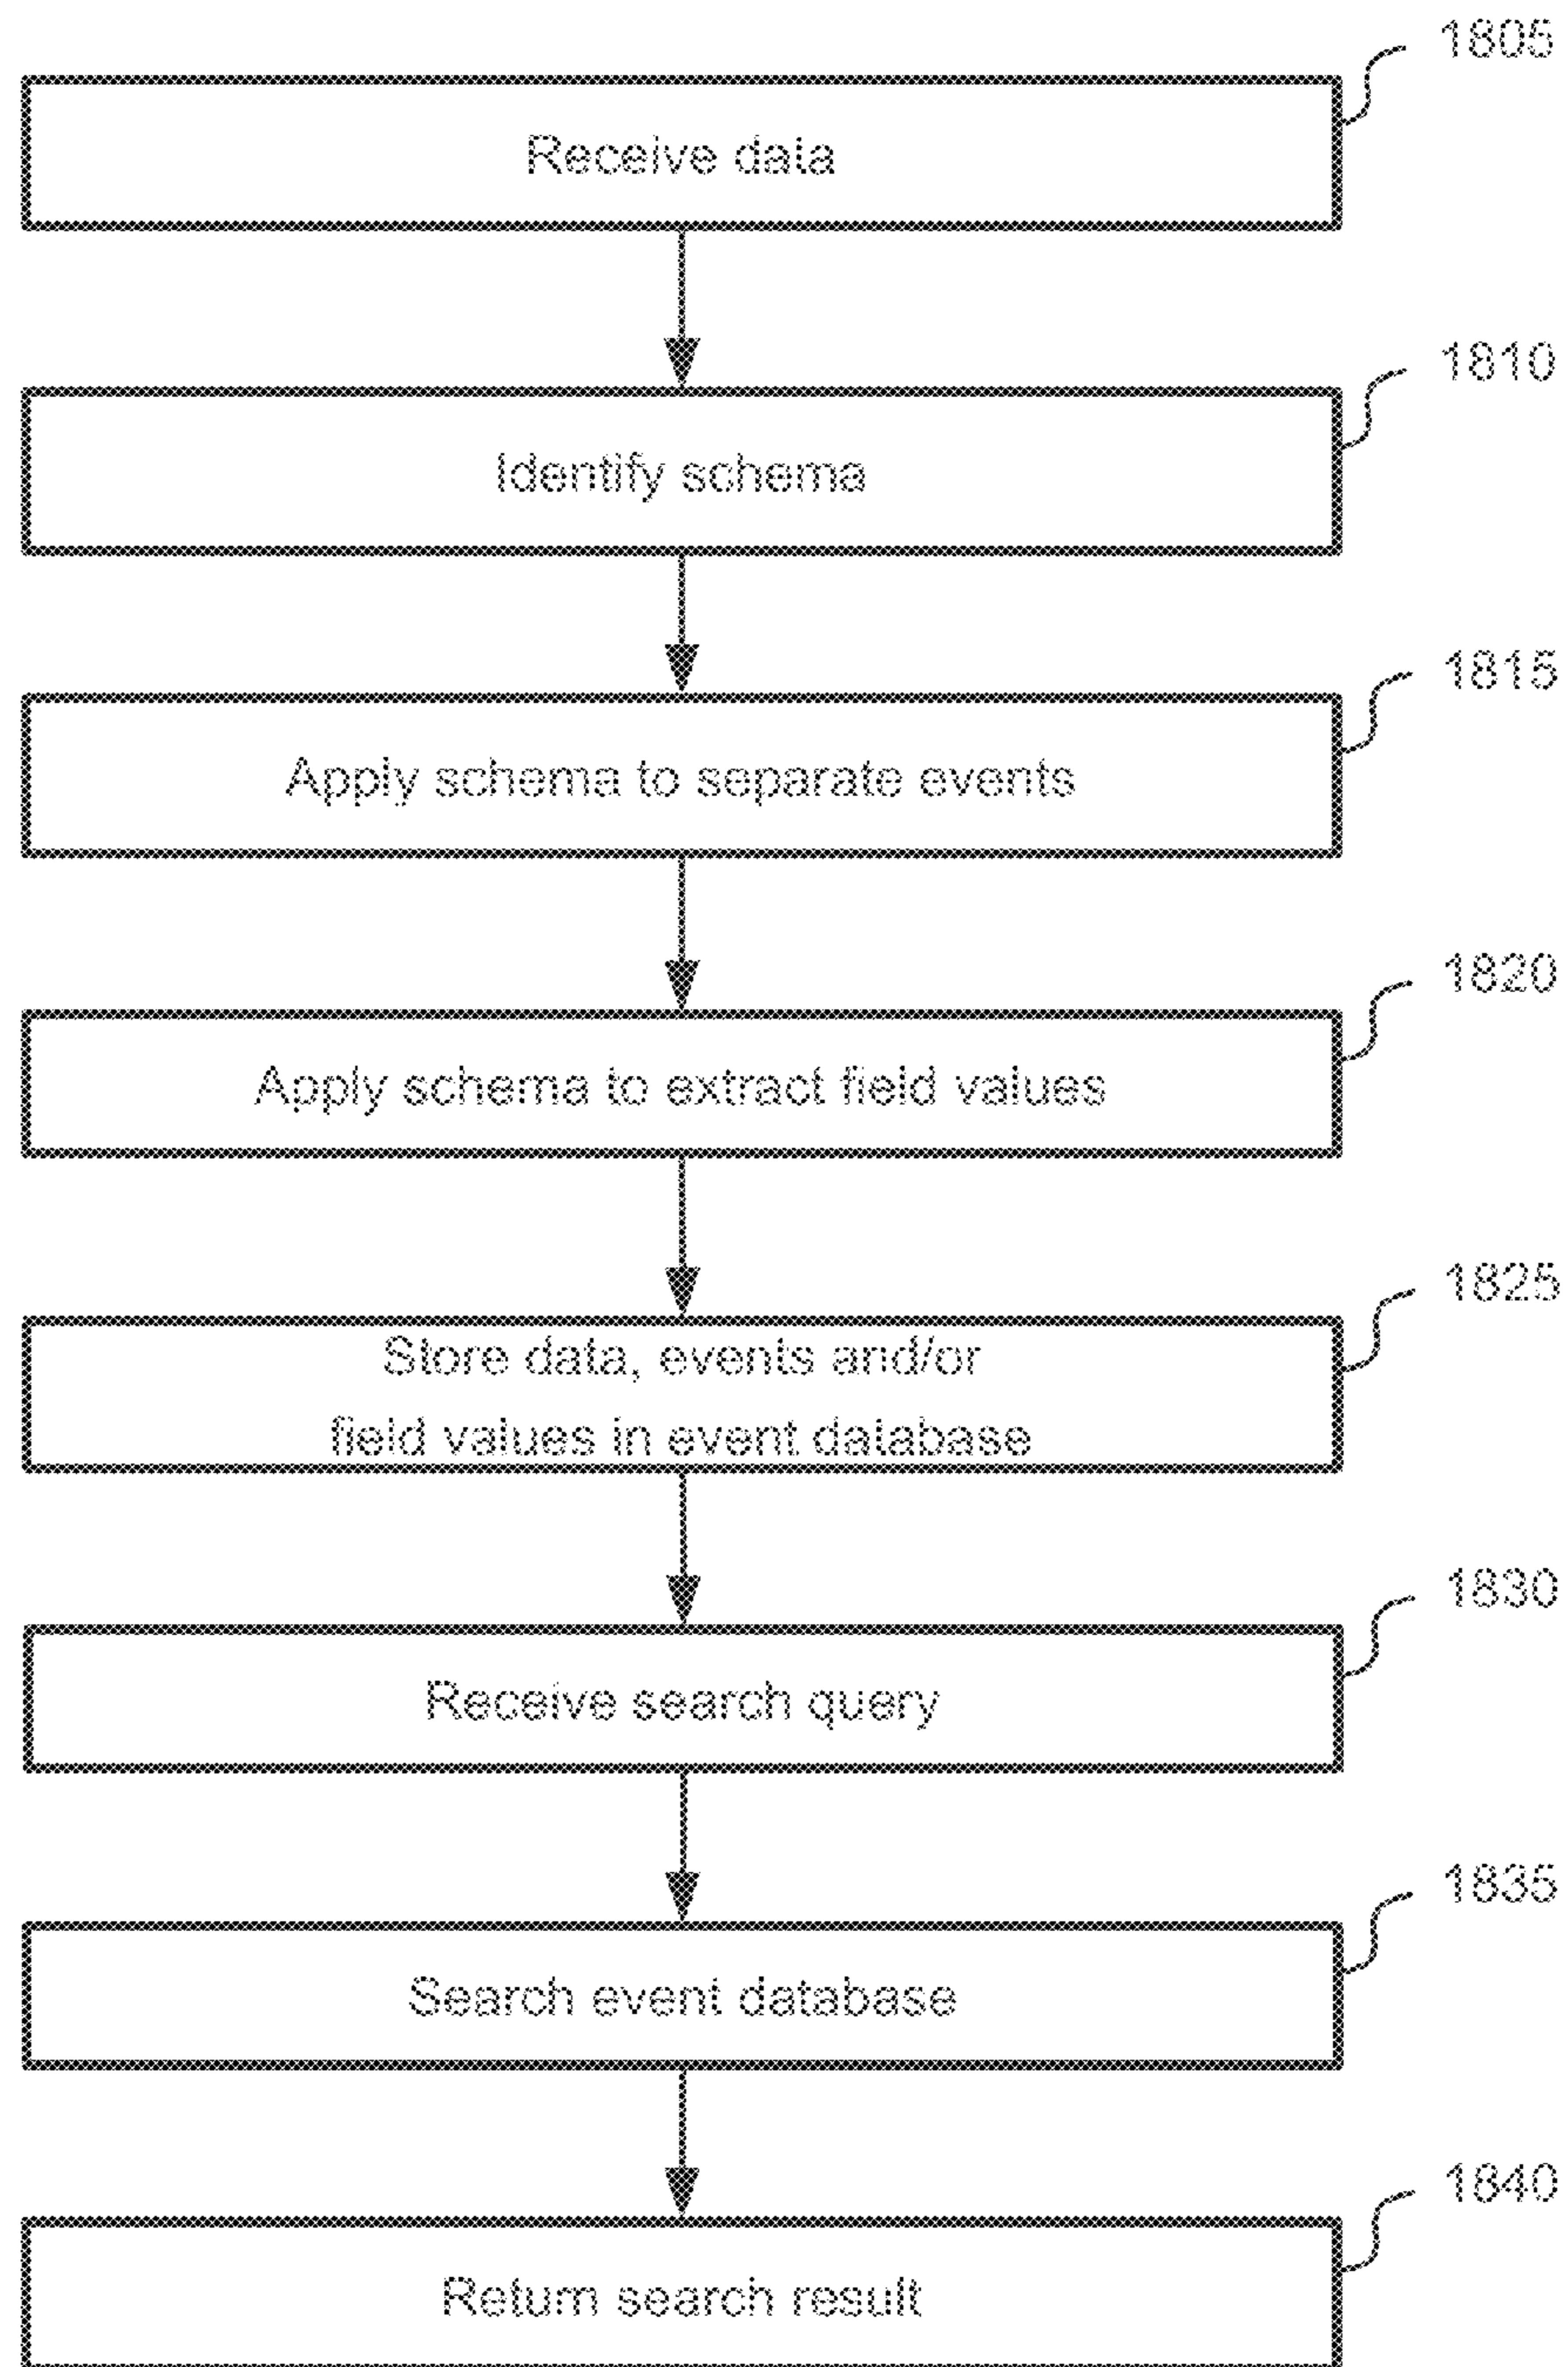 1805
Receive data
1810
Identify schema
1815
Apply schema to separate events
1820
Apply schema to extract field values
1825
Store data, events and/or
field values in event database
1830
Receive search query
1835
Search event database
1840
Return search result